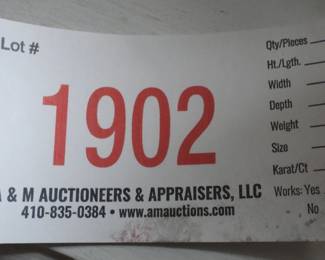 Lot #
1902
A & M AUCTIONEERS & APPRAISERS, LLC
410-835-0384 • www.amauctions.com
Qty/Pieces
Ht./Lgth.
Width
Depth
Weight
Size
Karat/Ct
Works: Yes
No